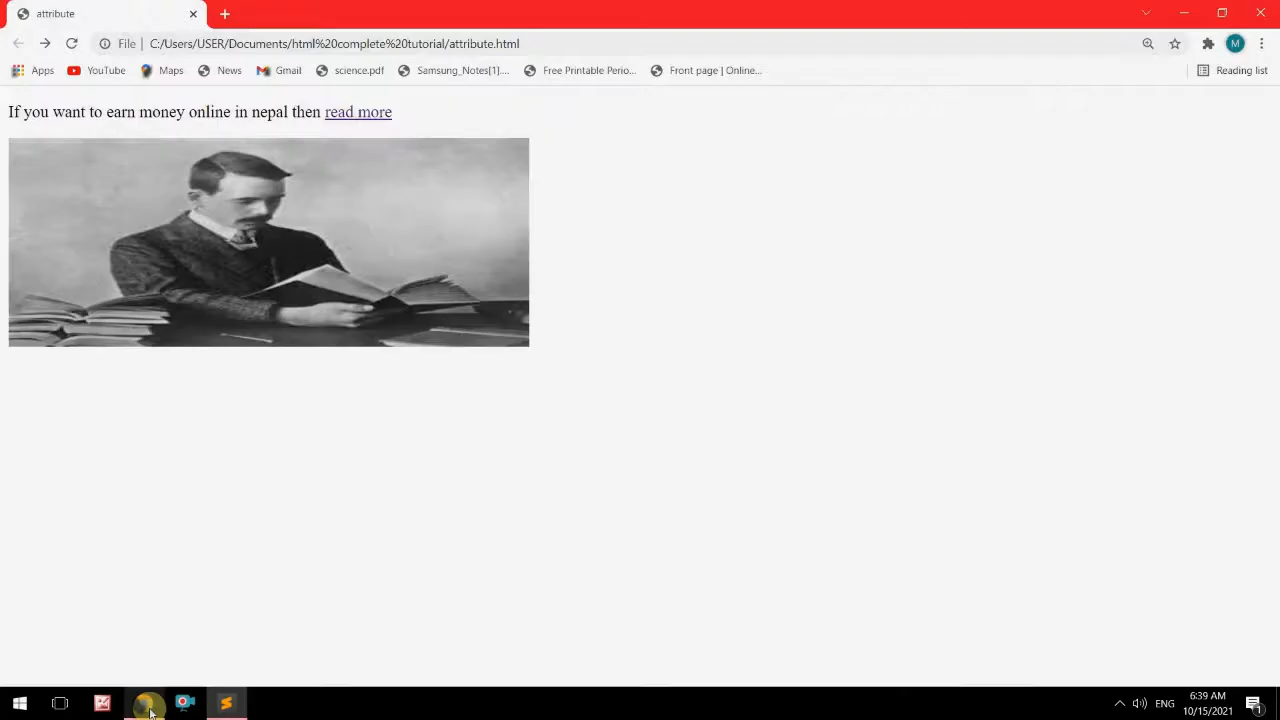 attribute
File
C:/Users/USER/Documents/html%20complete%20tutorial/attribute.html
M
Apps
YouTube
Maps
News
Gmail
science.pdf
Samsung_Notes[1]....
Free Printable Perio...
Front page | Online...
Reading list
If you want to earn money online in nepal then read more
ENG
6:39 AM
10/15/2021
1